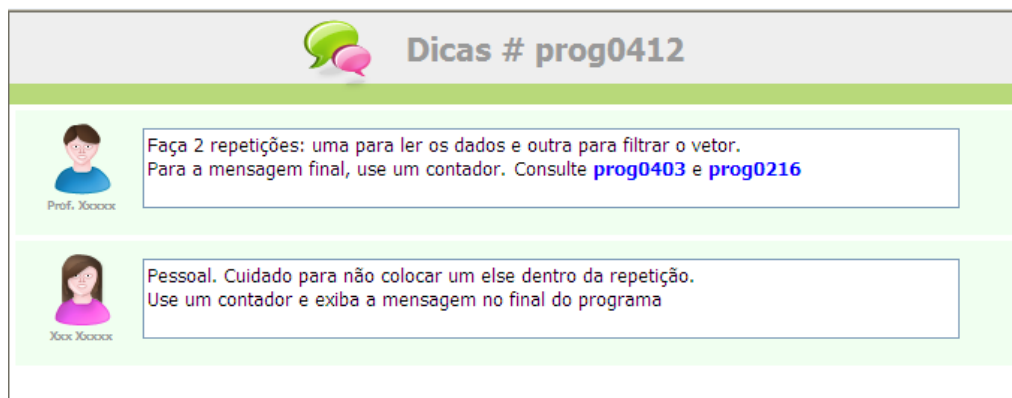 Dicas # prog0412
Faça 2 repetições: uma para ler os dados e outra para filtrar o vetor.
Para a mensagem final, use um contador. Consulte prog0403 e prog0216
Prof. Xxxxx
Pessoal. Cuidado para não colocar um else dentro da repetição.
Use um contador e exiba a mensagem no final do programa
Xxx Xxxxx